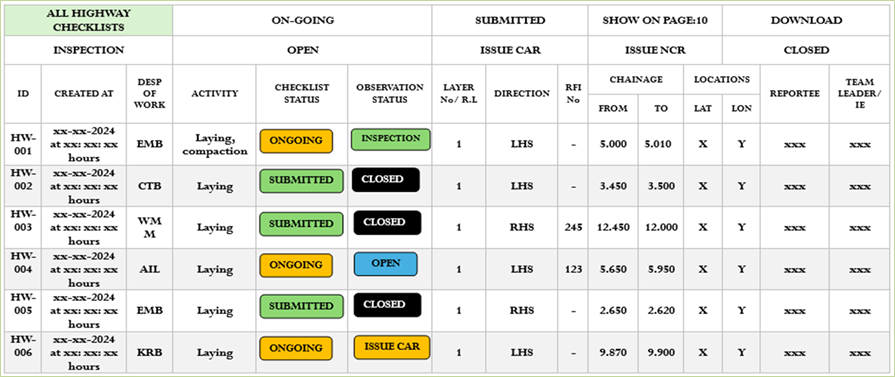 ALL HIGHWAY CHECKLISTS ON-GOING SUBMITTED SHOW ON PAGE:10 DOWNLOAD
INSPECTION OPEN ISSUE CAR ISSUE NCR CLOSED
ID CREATED AT DESP OF WORK ACTIVITY CHECKLIST STATUS OBSERVATION STATUS LAYER No/ R.L DIRECTION RFI No CHAINAGE LOCATIONS REPORTEE TEAM LEADER/ IE
FROM TO LAT LON
HW-001 xx-xx-2024 at xx: xx: xx hours EMB Laying, compaction ONGOING INSPECTION 1 LHS - 5.000 5.010 X Y xxx xxx
HW-002 xx-xx-2024 at xx: xx: xx hours CTB Laying SUBMITTED CLOSED 1 LHS - 3.450 3.500 X Y xxx xxx
HW-003 xx-xx-2024 at xx: xx: xx hours WM M Laying SUBMITTED CLOSED 1 RHS 245 12.450 12.000 X Y xxx xxx
HW-004 xx-xx-2024 at xx: xx: xx hours AIL Laying ONGOING OPEN 1 LHS 123 5.650 5.950 X Y xxx xxx
HW-005 xx-xx-2024 at xx: xx: xx hours EMB Laying SUBMITTED CLOSED 1 RHS - 2.650 2.620 X Y xxx xxx
HW-006 xx-xx-2024 at xx: xx: xx hours KRB Laying ONGOING ISSUE CAR 1 LHS - 9.870 9.900 X Y xxx xxx